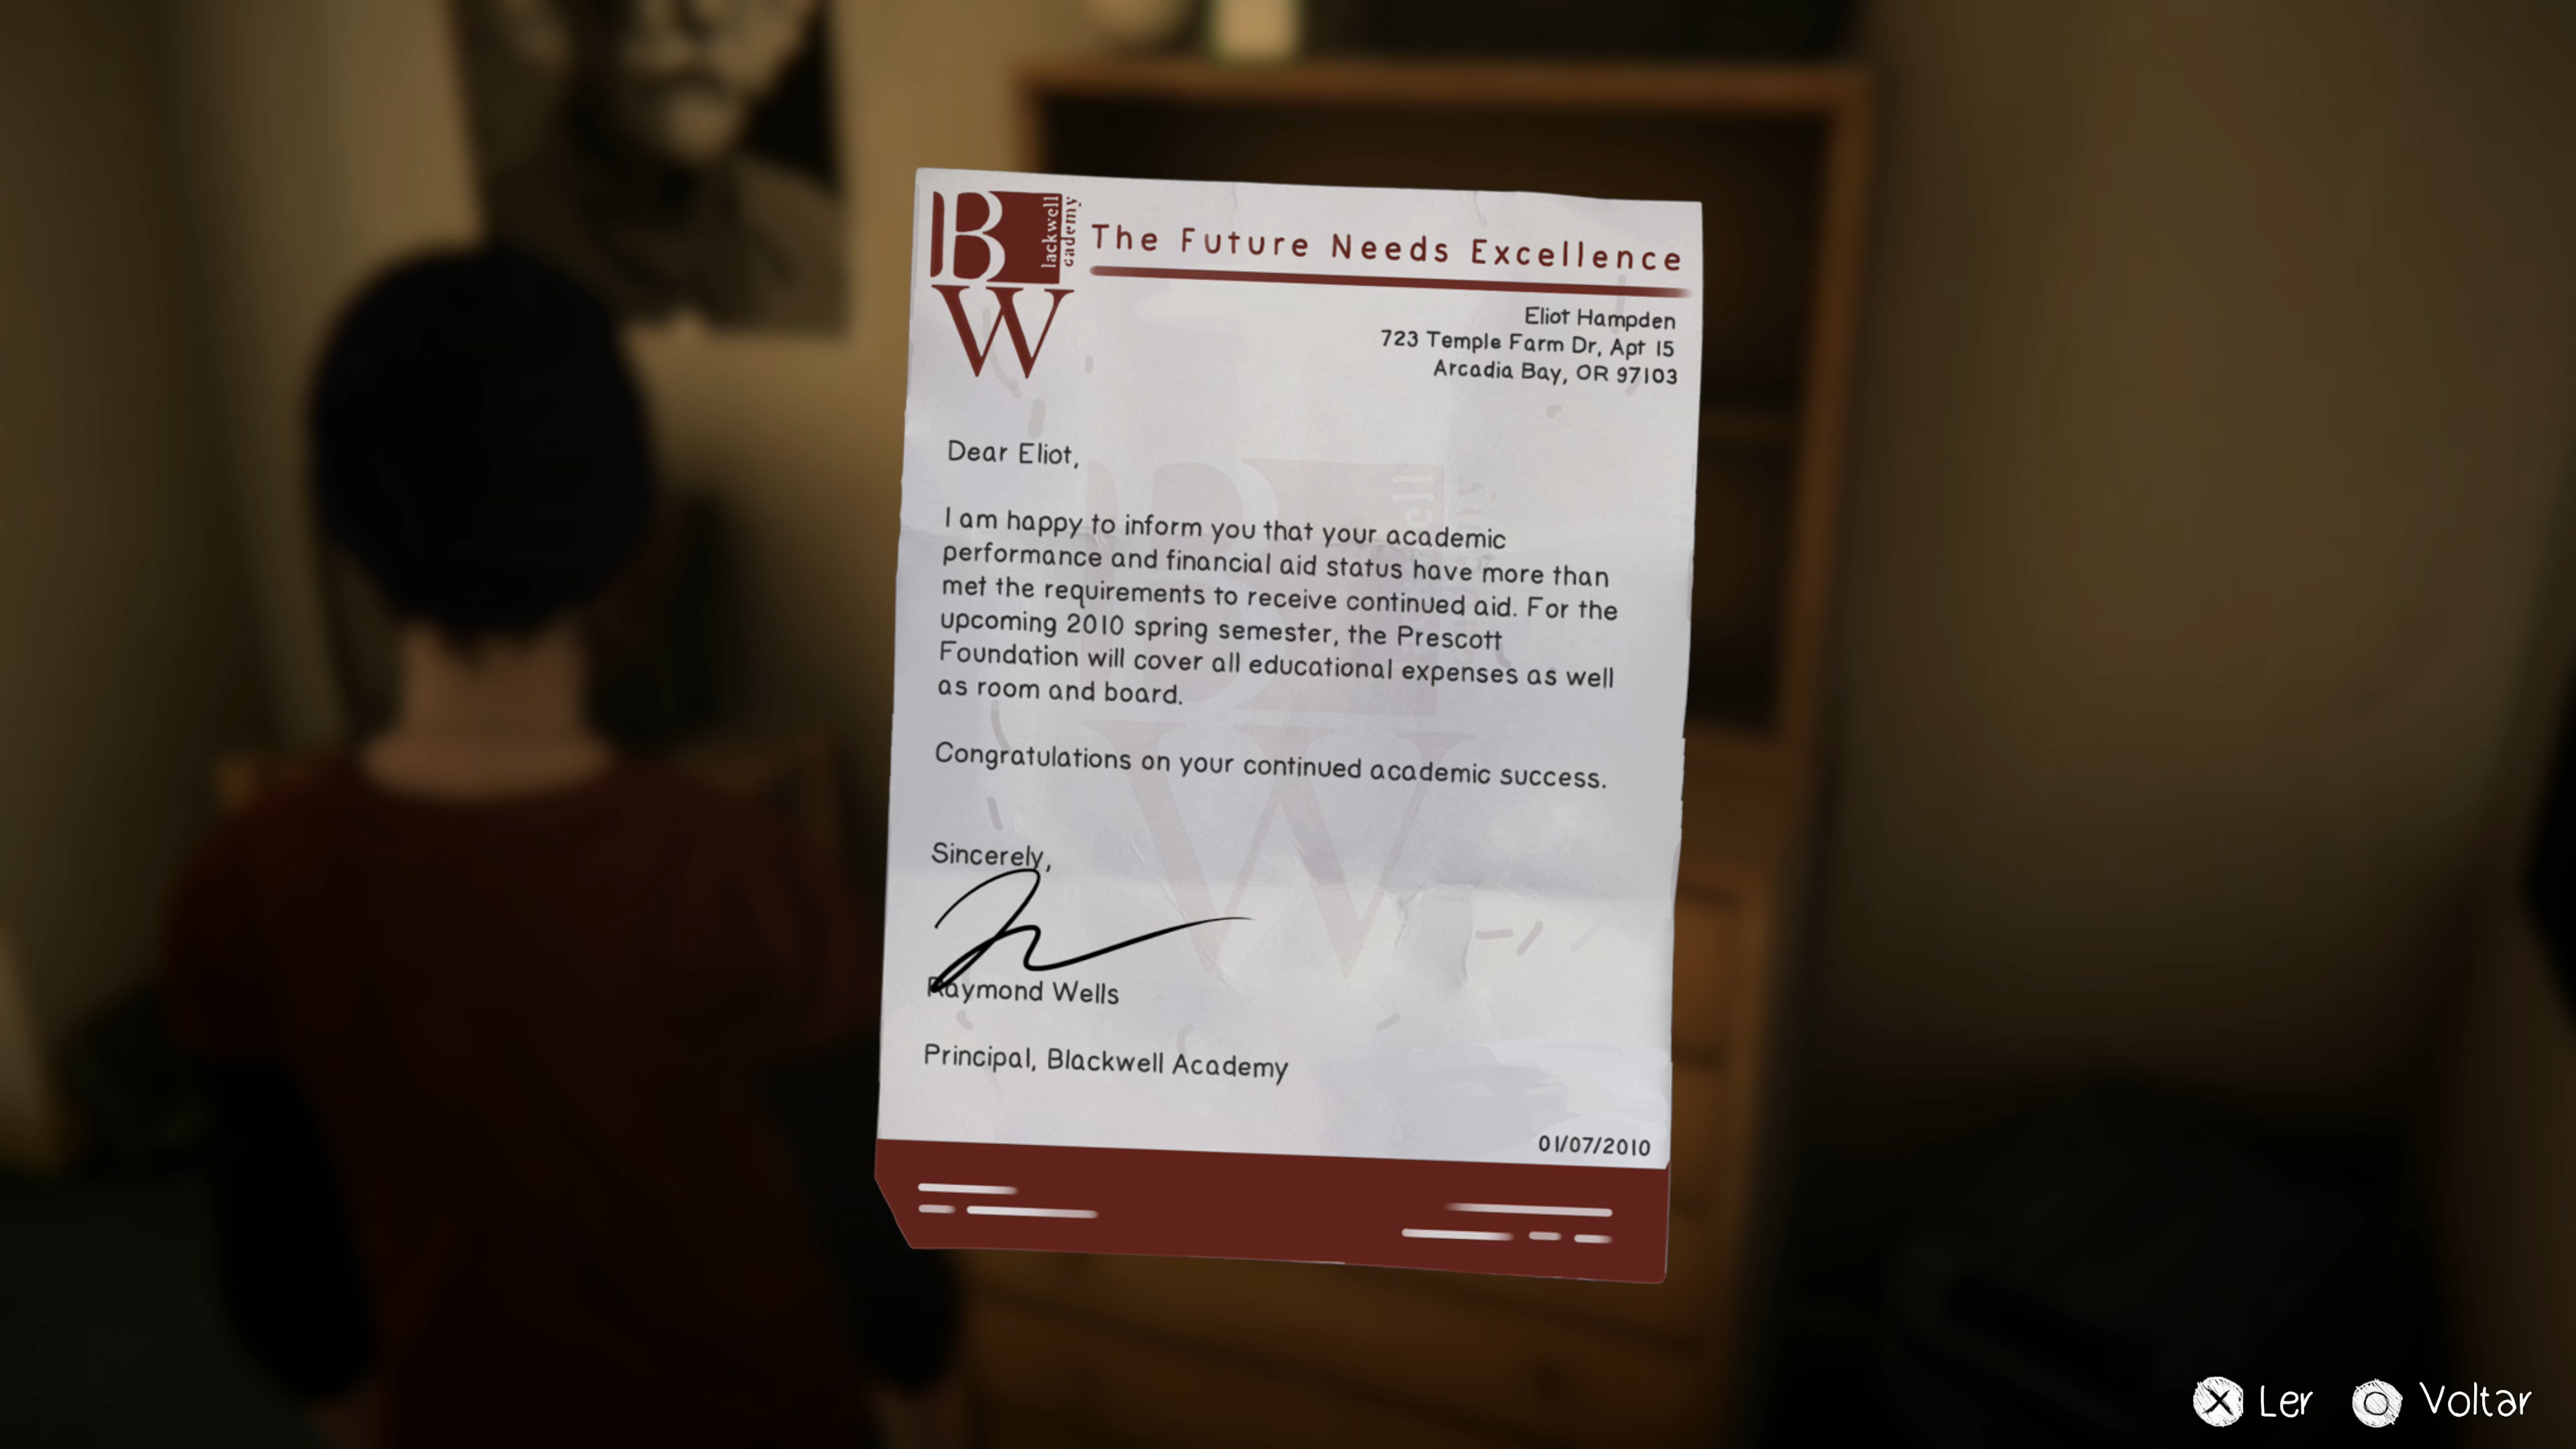 Blackwell
academy
The Future Needs Excellence
W
Eliot Hampden
723 Temple Farm Dr, Apt 15
Arcadia Bay, OR 97103
Dear Eliot,
I am happy to inform you that your academic
performance and financial aid status have more than
met the requirements to receive continued aid. For the
upcoming 2010 spring semester, the Prescott
Foundation will cover all educational expenses as well
as room and board.
Congratulations on your continued academic success.
Sincerely,
Raymond Wells
Principal, Blackwell Academy
01/07/2010
Ler
Voltar